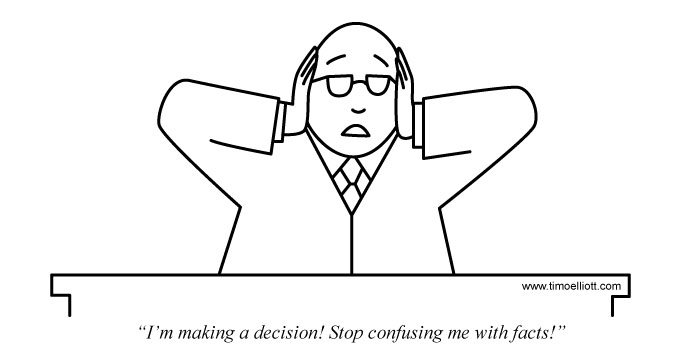 www.timoelliott.com
“I’m making a decision! Stop confusing me with facts!”